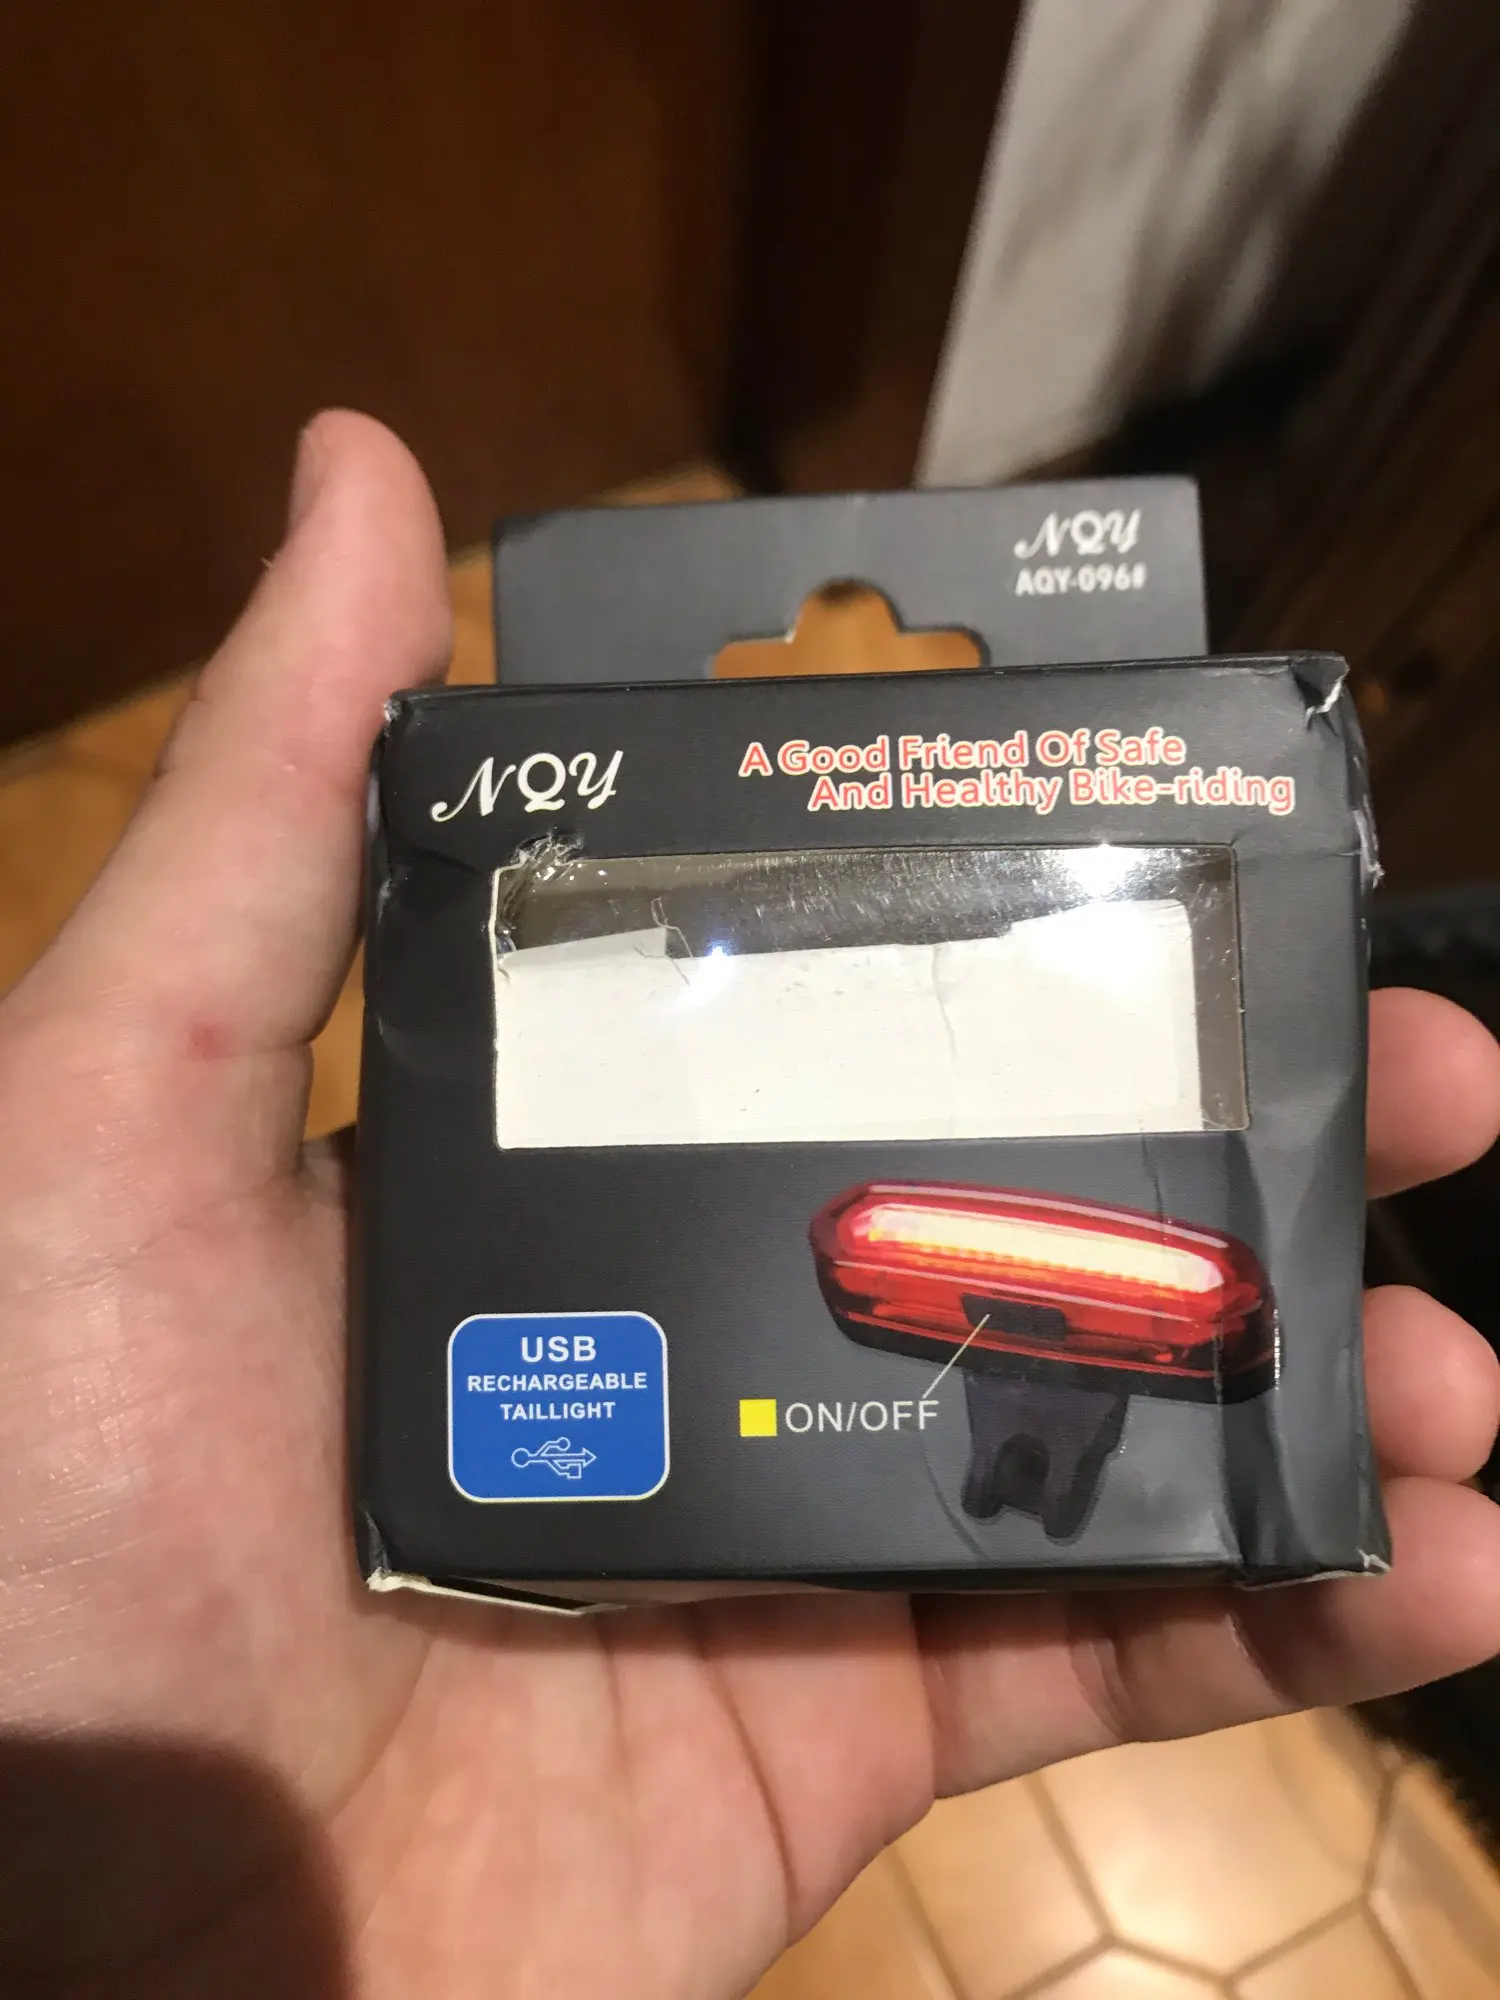 NQY
AQY-096#
NQY
A Good Friend Of Safe
And Healthy Bike-riding
USB
RECHARGEABLE
TAILLIGHT
ON/OFF